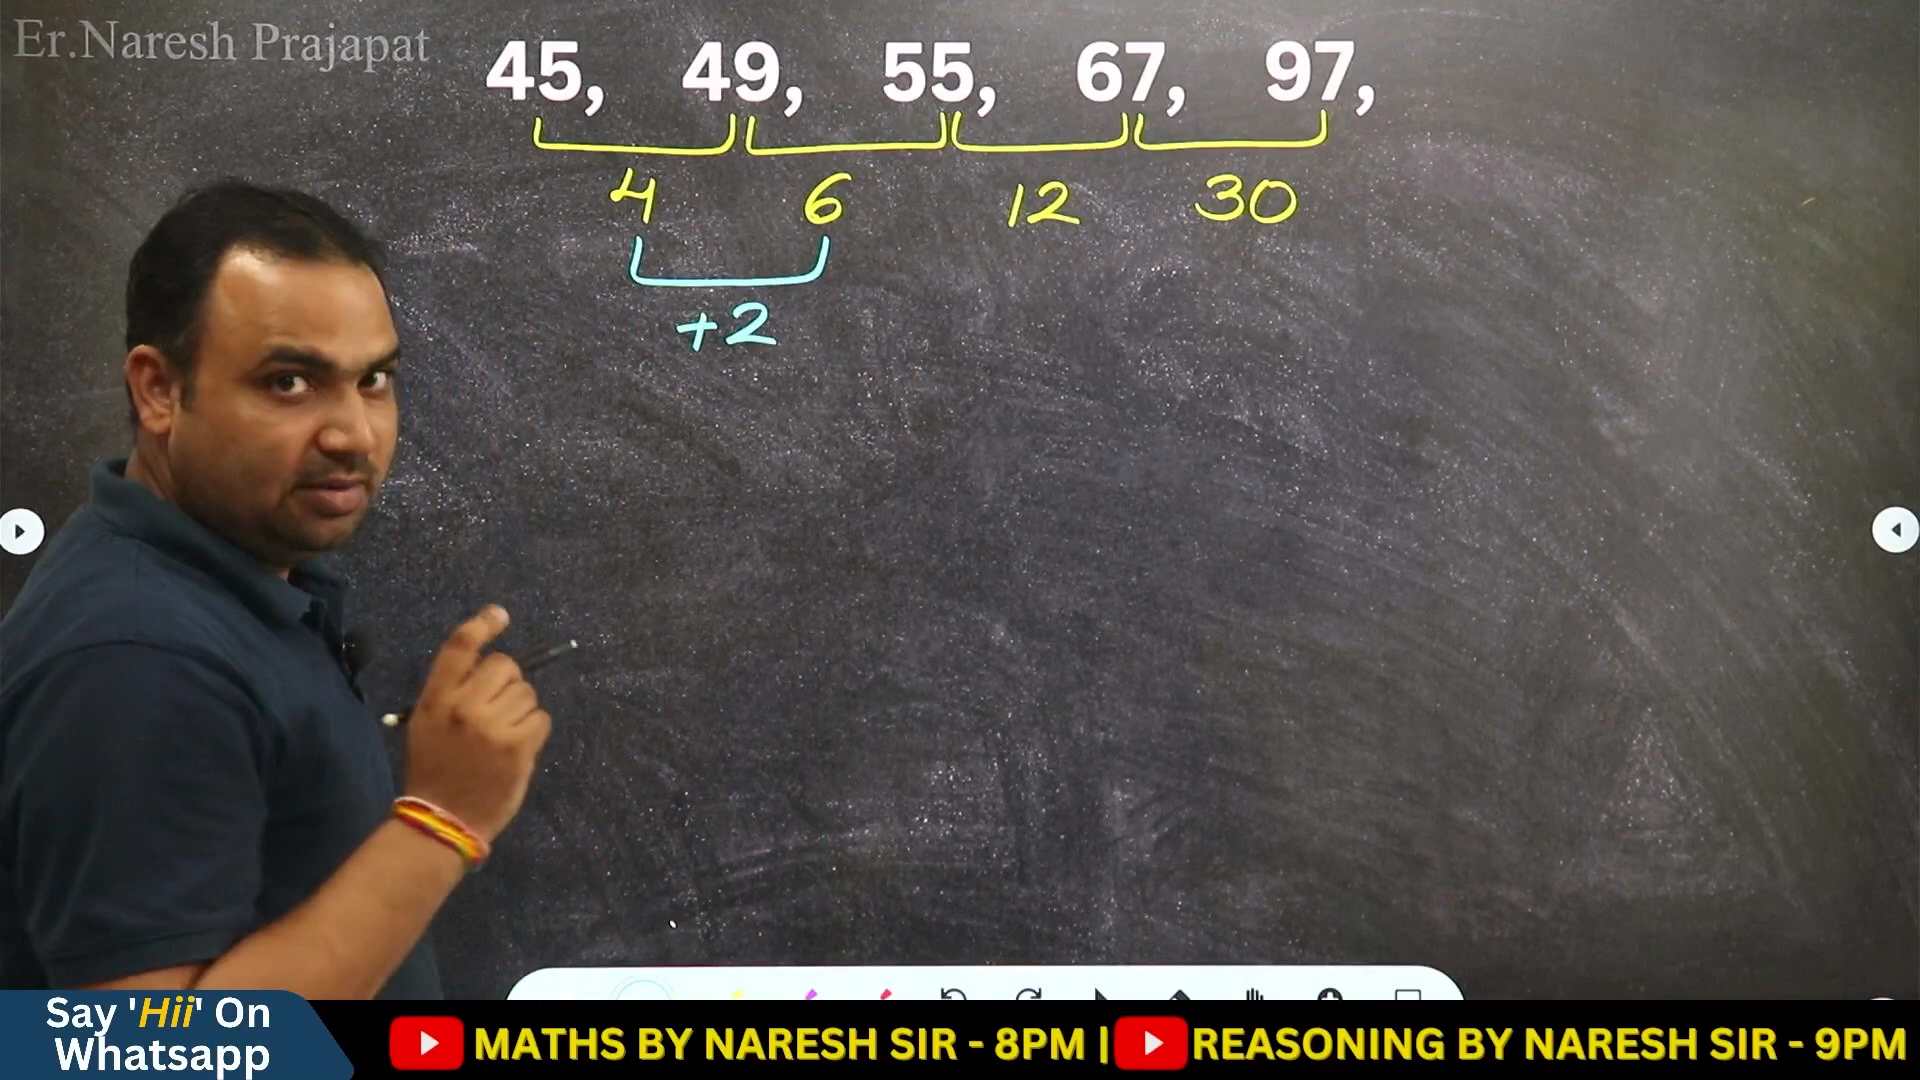 Er.Naresh Prajapat
45, 49, 55, 67, 97,
4 6 12 30
+2
Say 'Hii' On
Whatsapp
MATHS BY NARESH SIR - 8PM | REASONING BY NARESH SIR - 9PM